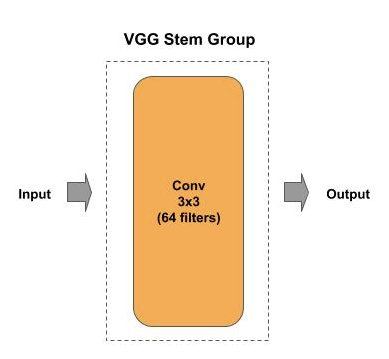 VGG Stem Group
Input
Conv
3x3
(64 filters)
Output